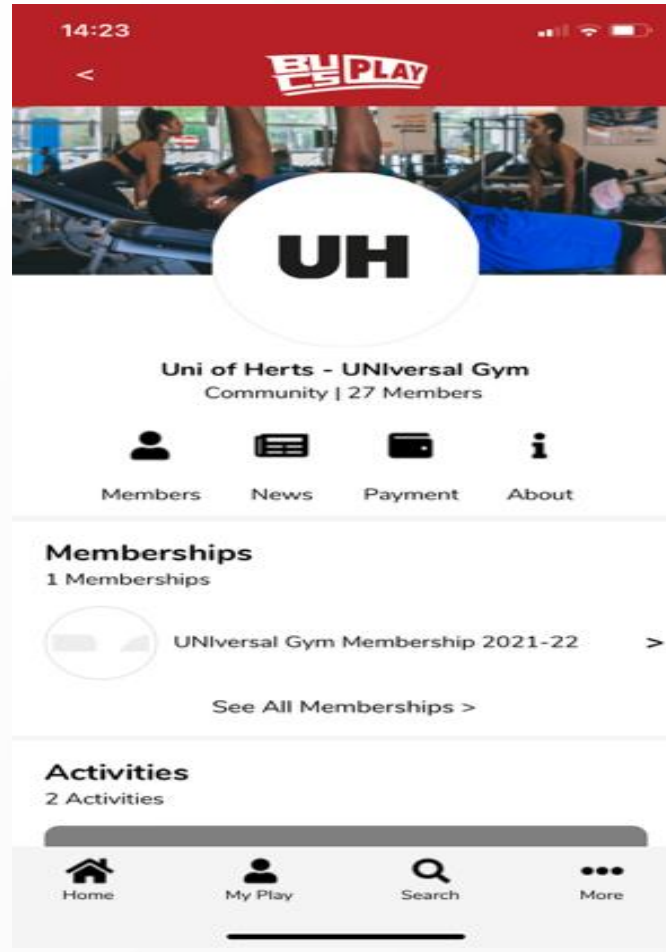 14:23
<
BUCS PLAY
UH
Uni of Herts - UNIversal Gym
Community | 27 Members
Members News Payment About
Memberships
1 Memberships
UNIversal Gym Membership 2021-22 >
See All Memberships >
Activities
2 Activities
Home My Play Search More